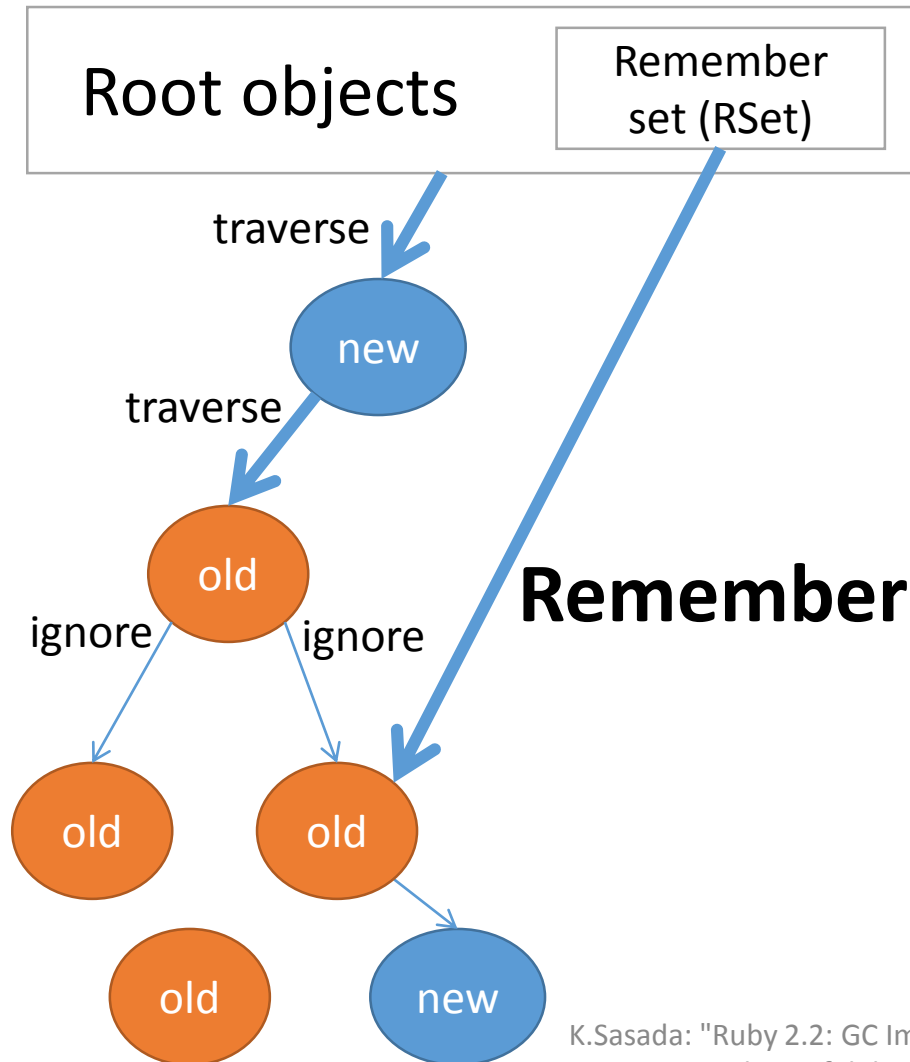 Root objects
Remember
set (RSet)
traverse
new
traverse
old
Remember
ignore
ignore
old
old
old
new
K.Sasada: "Ruby 2.2: GC Im